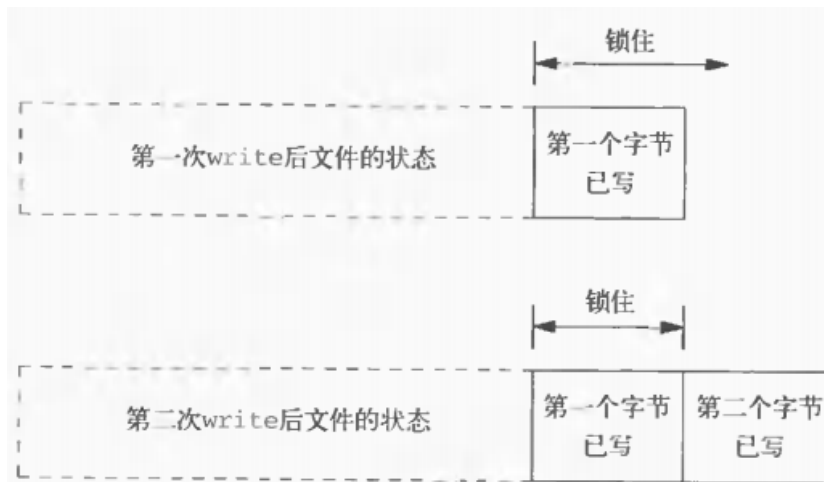 锁住
第一次write后文件的状态
第一个字节
已写
锁住
第二次write后文件的状态
第一个字节
已写
第二个字节
已写